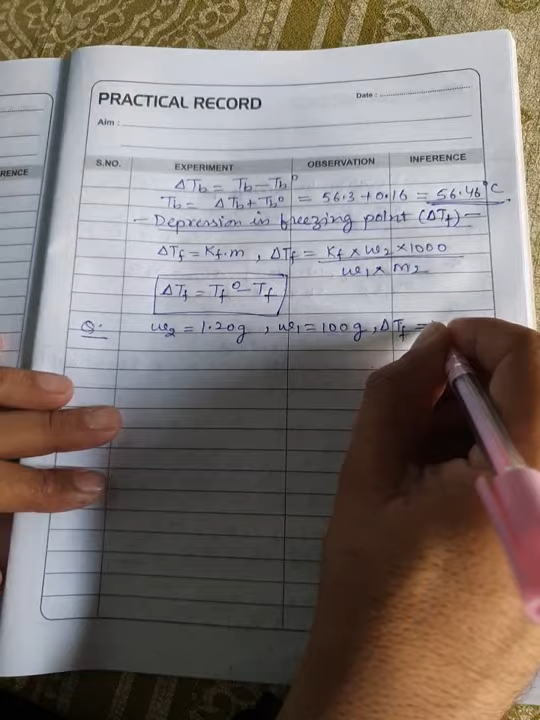 PRACTICAL RECORD
Date :
Aim :
RENCE
S.NO. EXPERIMENT OBSERVATION INFERENCE
ΔTb = Tb – Tb°
Tb = ΔTb + Tb° = 56.3 + 0.16 = 56.46°C
– Depression in freezing point (ΔTf) –
ΔTf = Kf.m , ΔTf = Kf × w2 × 1000
w1 × M2
ΔTf = Tf° – Tf
Q. w2 = 1.20g , w1 = 100g , ΔTf =